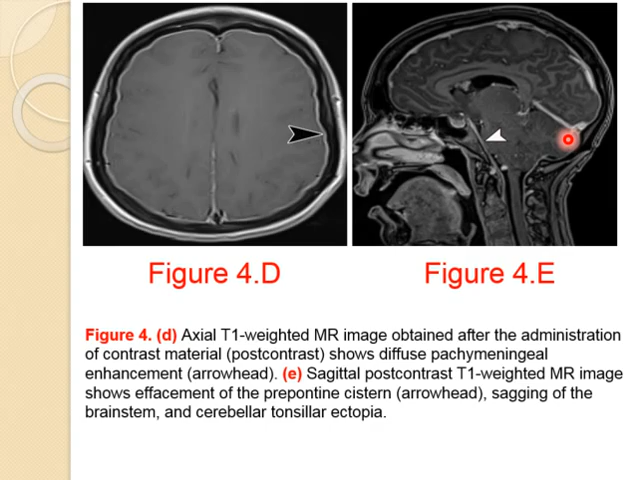 Figure 4.D
Figure 4.E
Figure 4. (d) Axial T1-weighted MR image obtained after the administration
of contrast material (postcontrast) shows diffuse pachymeningeal
enhancement (arrowhead). (e) Sagittal postcontrast T1-weighted MR image
shows effacement of the prepontine cistern (arrowhead), sagging of the
brainstem, and cerebellar tonsillar ectopia.